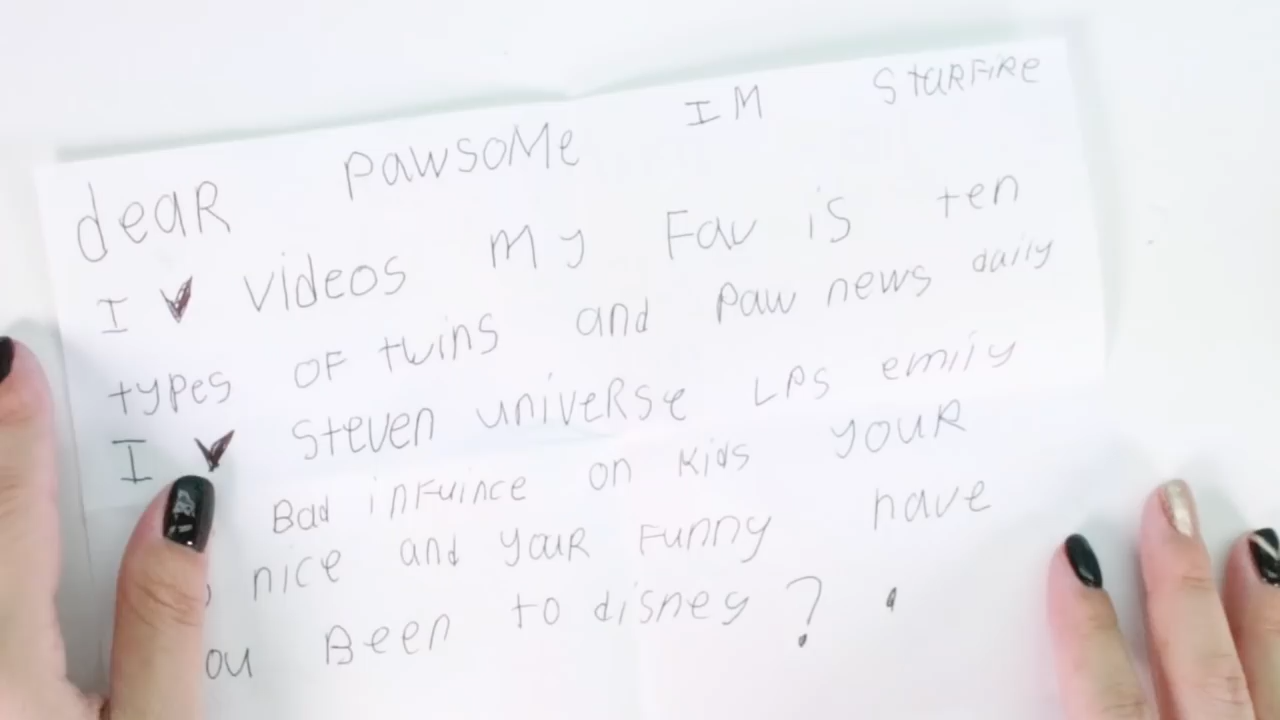 dear PAWSOMe IM STARFIRe
I ♥ videos My Fav is ten
types OF twins and Paw news daily
I ♥ Steven univeRse LPS emily
Bad inFuince on Kids youR
nice and youR Funny have
ou Been to disney?